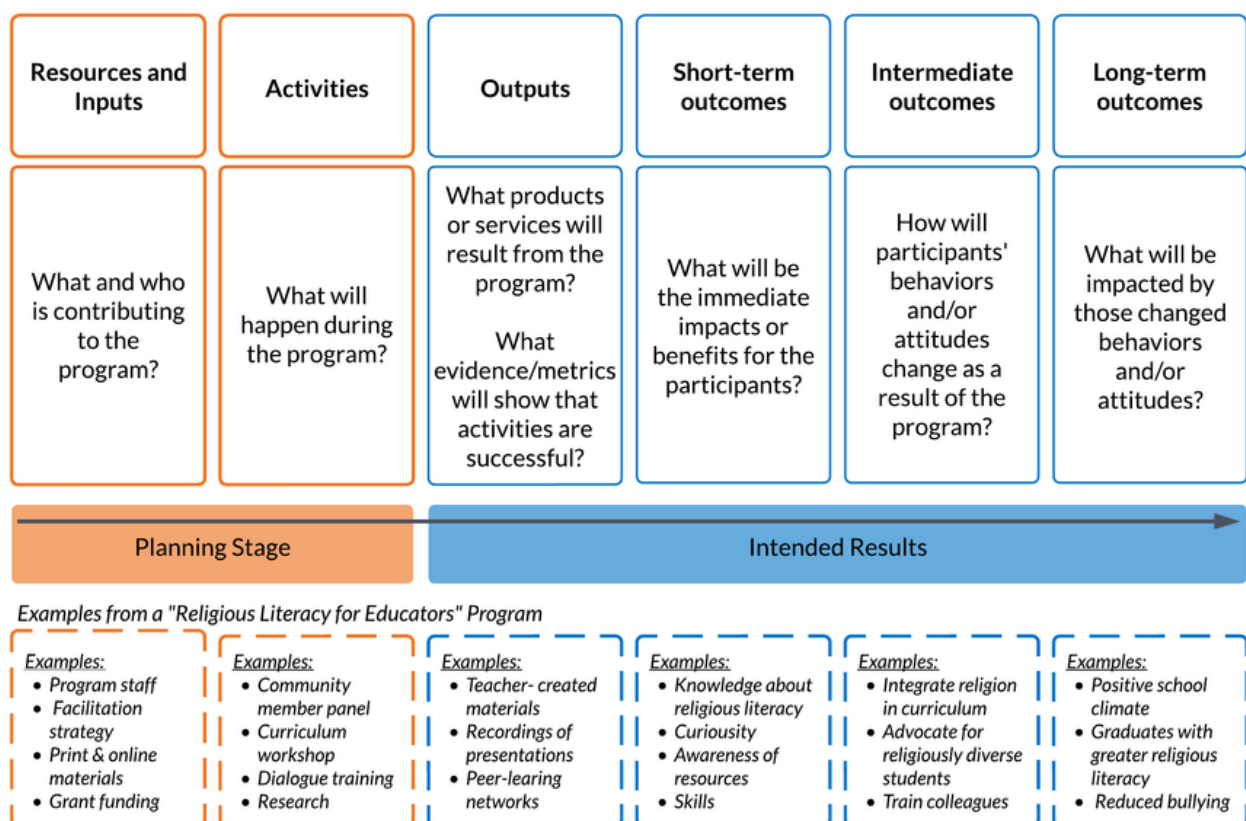 Resources and
Inputs
Activities
Outputs
Short-term
outcomes
Intermediate
outcomes
Long-term
outcomes
What and who
is contributing
to the
program?
What will
happen during
the program?
What products
or services will
result from the
program?
What
evidence/metrics
will show that
activities are
successful?
What will be
the immediate
impacts or
benefits for the
participants?
How will
participants'
behaviors
and/or
attitudes
change as a
result of the
program?
What will be
impacted by
those changed
behaviors
and/or
attitudes?
Planning Stage
Intended Results
Examples from a "Religious Literacy for Educators" Program
Examples:
• Program staff
• Facilitation
strategy
• Print & online
materials
• Grant funding
Examples:
• Community
member panel
• Curriculum
workshop
• Dialogue training
• Research
Examples:
• Teacher- created
materials
• Recordings of
presentations
• Peer-learing
networks
Examples:
• Knowledge about
religious literacy
• Curiousity
• Awareness of
resources
• Skills
Examples:
• Integrate religion
in curriculum
• Advocate for
religiously diverse
students
• Train colleagues
Examples:
• Positive school
climate
• Graduates with
greater religious
literacy
• Reduced bullying